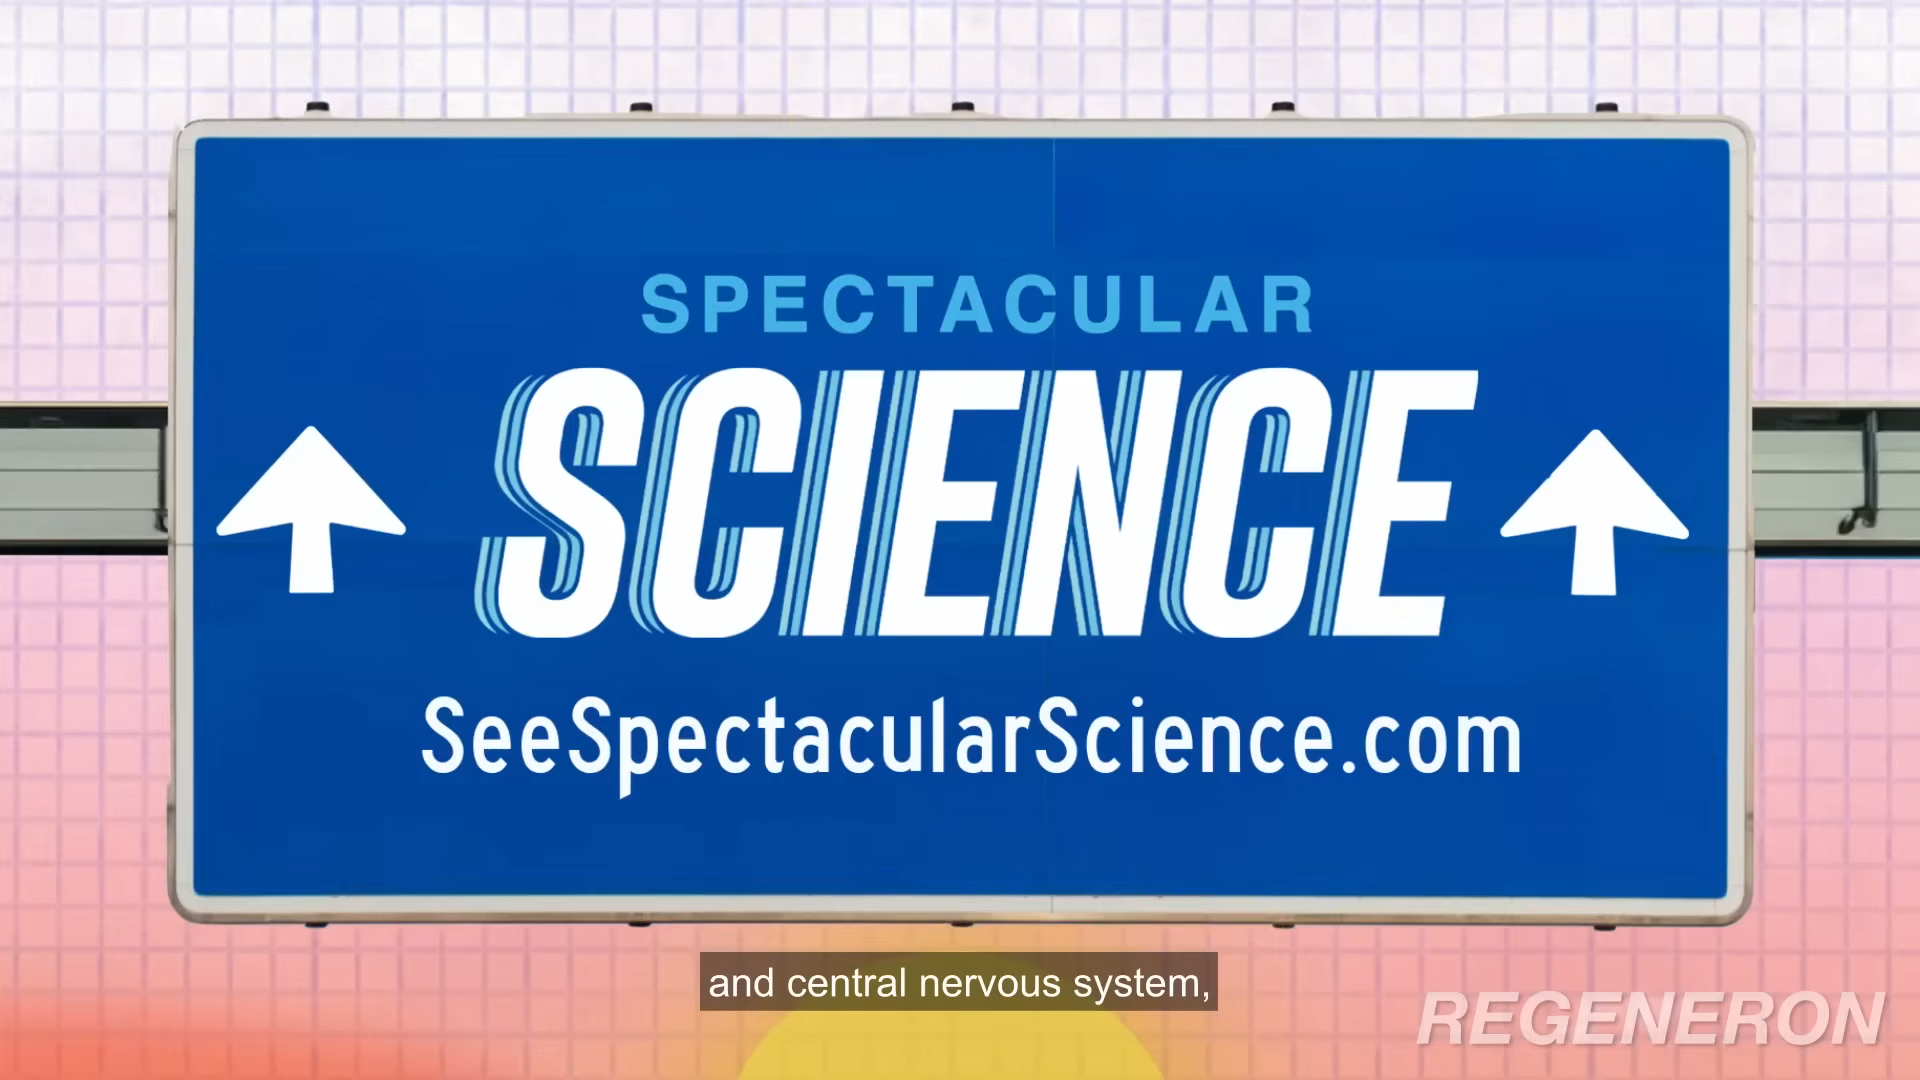 SPECTACULAR
SCIENCE
SeeSpectacularScience.com
and central nervous system,
REGENERON